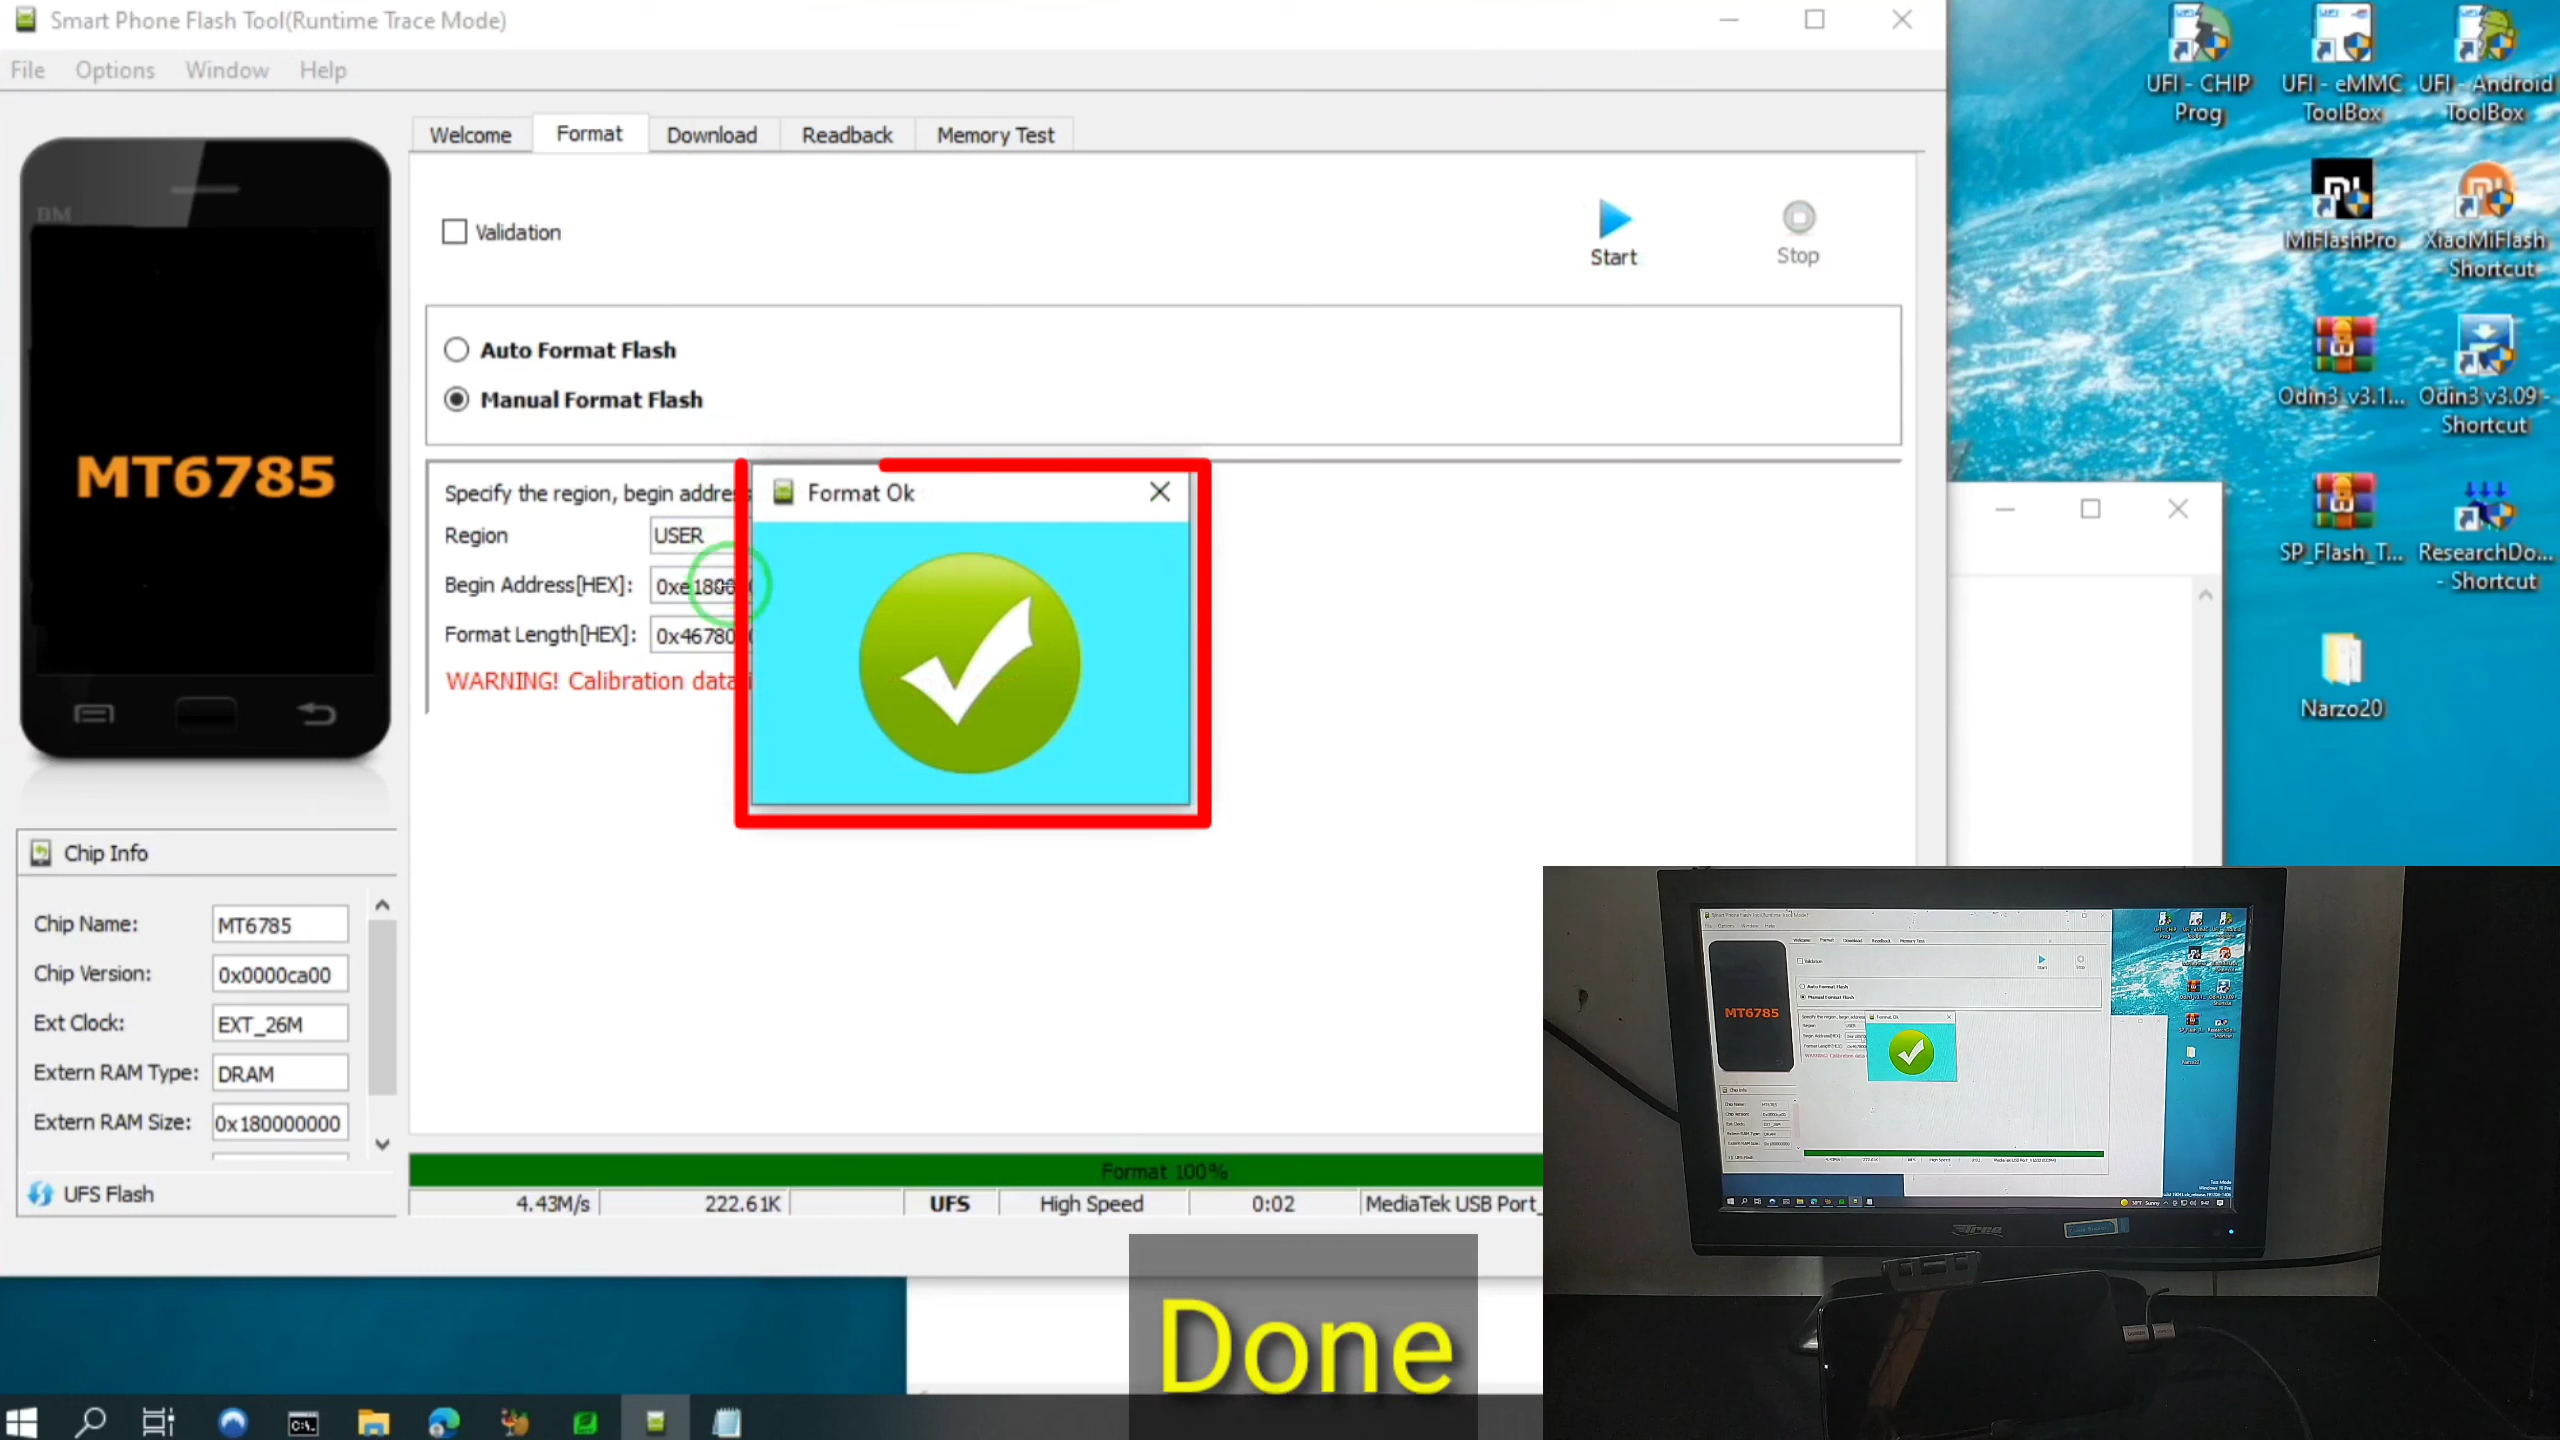 Smart Phone Flash Tool(Runtime Trace Mode)
File Options Window Help
Welcome Format Download Readback Memory Test
BM
MT6785
Validation
Start
Stop
Auto Format Flash
Manual Format Flash
Specify the region, begin
Region USER
Begin Address[HEX]:
Format Length[HEX]:
WARNING! Calibration data
Format Ok
Chip Info
Chip Name: MT6785
Chip Version: 0x0000ca00
Ext Clock: EXT_26M
Extern RAM Type: DRAM
Extern RAM Size: 0x180000000
UFS Flash
Format 100%
4.43M/s 222.61K UFS High Speed 0:02 MediaTek USB Port_
Done
UFI - CHIP
Prog
UFI - eMMC
ToolBox
UFI - Android
ToolBox
MiFlashPro
XiaoMiFlash
- Shortcut
Odin3 v3.1...
Odin3 v3.09 -
Shortcut
SP_Flash_T...
ResearchDo...
- Shortcut
Narzo20
MT6785